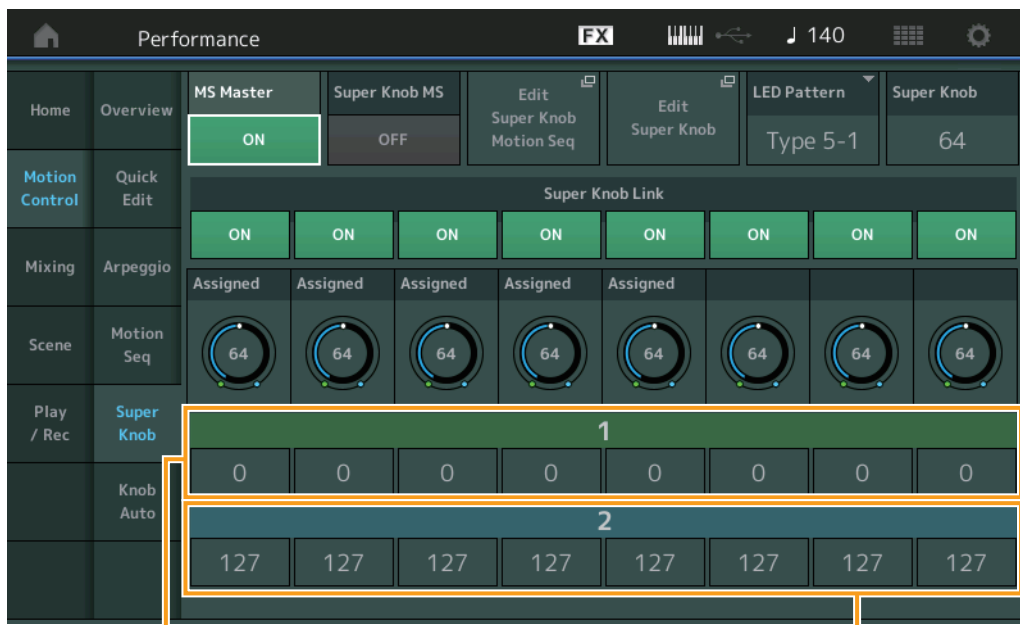 Performance FX 140
Home Overview MS Master Super Knob MS Edit Super Knob Motion Seq Edit Super Knob LED Pattern Super Knob
ON OFF Type 5-1 64
Motion Control Quick Edit
Super Knob Link
ON ON ON ON ON ON ON ON
Mixing Arpeggio
Assigned Assigned Assigned Assigned Assigned
Scene Motion Seq
64 64 64 64 64 64 64 64
Play / Rec Super Knob
1
0 0 0 0 0 0 0 0
Knob Auto
2
127 127 127 127 127 127 127 127